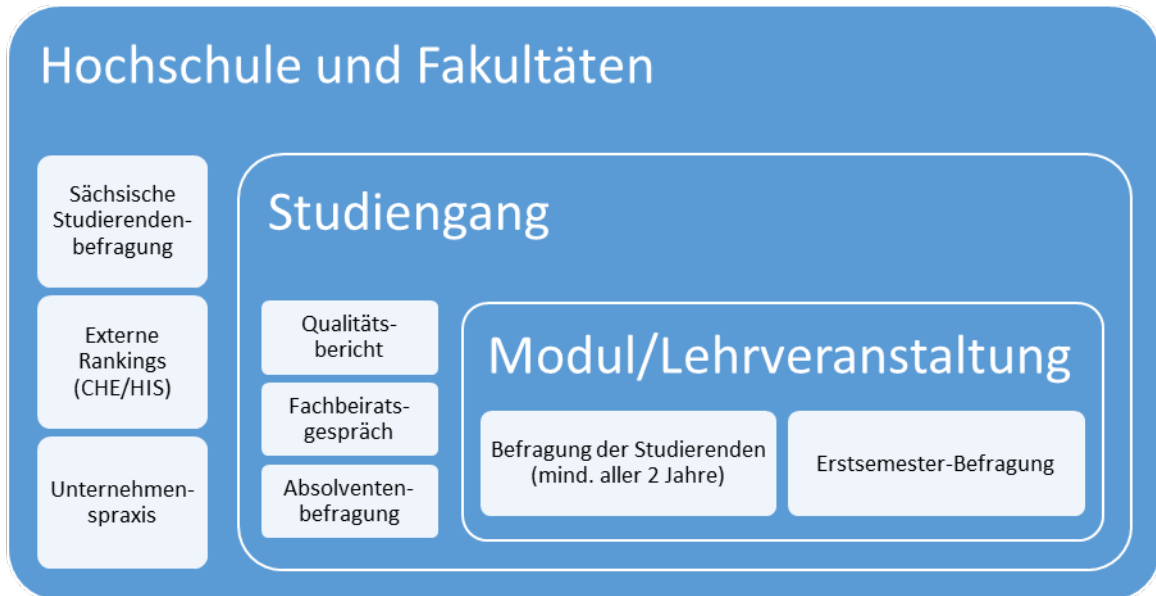 Hochschule und Fakultäten
Sächsische
Studierenden-
befragung
Externe
Rankings
(CHE/HIS)
Unternehmen-
spraxis
Studiengang
Qualitäts-
bericht
Fachbeirats-
gespräch
Absolventen-
befragung
Modul/Lehrveranstaltung
Befragung der Studierenden
(mind. aller 2 Jahre)
Erstsemester-Befragung